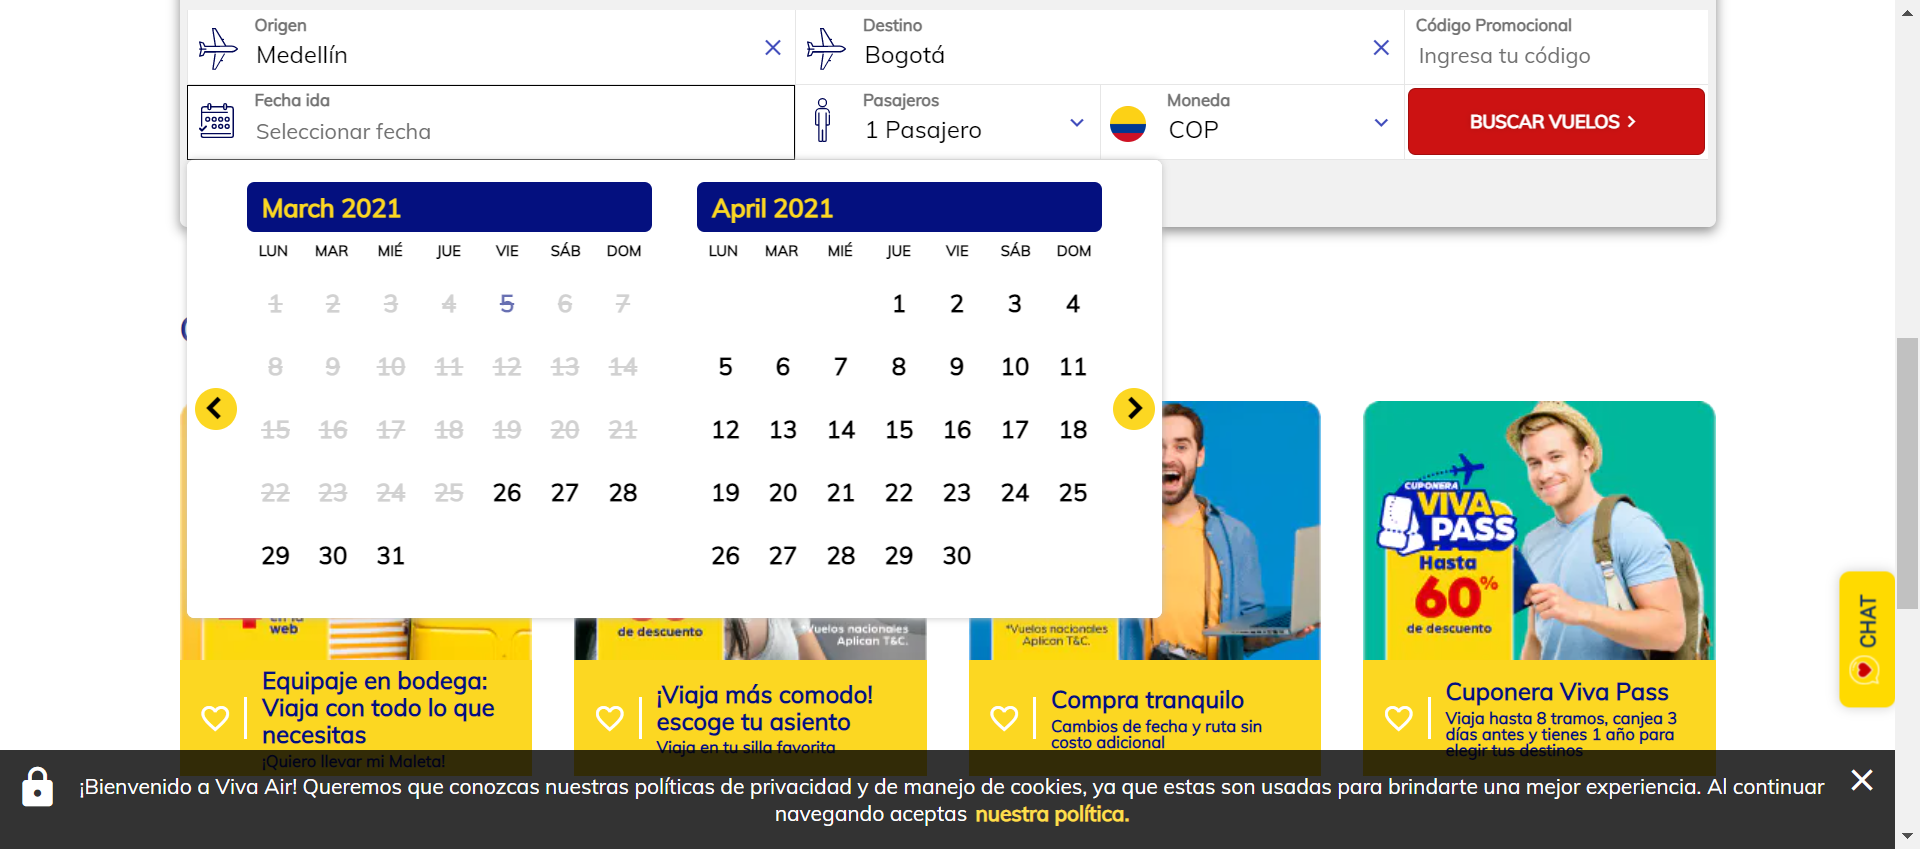 Origen
Medellín
Destino
Bogotá
Código Promocional
Ingresa tu código
Fecha ida
Seleccionar fecha
Pasajeros
1 Pasajero
Moneda
COP
BUSCAR VUELOS
March 2021
LUN MAR MIÉ JUE VIE SÁB DOM
1 2 3 4 5 6 7
8 9 10 11 12 13 14
15 16 17 18 19 20 21
22 23 24 25 26 27 28
29 30 31
April 2021
LUN MAR MIÉ JUE VIE SÁB DOM
1 2 3 4
5 6 7 8 9 10 11
12 13 14 15 16 17 18
19 20 21 22 23 24 25
26 27 28 29 30
web
Equipaje en bodega:
Viaja con todo lo que
necesitas
¡Quiero llevar mi Maleta!
de descuento
*Vuelos nacionales
Aplican T&C.
¡Viaja más comodo!
escoge tu asiento
Viaja en tu silla favorita
*Vuelos nacionales
Aplican T&C.
Compra tranquilo
Cambios de fecha y ruta sin
costo adicional
CUPONERA
VIVA
PASS
Hasta
60%
de descuento
Cuponera Viva Pass
Viaja hasta 8 tramos, canjea 3
días antes y tienes 1 año para
elegir tus destinos
CHAT
¡Bienvenido a Viva Air! Queremos que conozcas nuestras políticas de privacidad y de manejo de cookies, ya que estas son usadas para brindarte una mejor experiencia. Al continuar
navegando aceptas nuestra política.